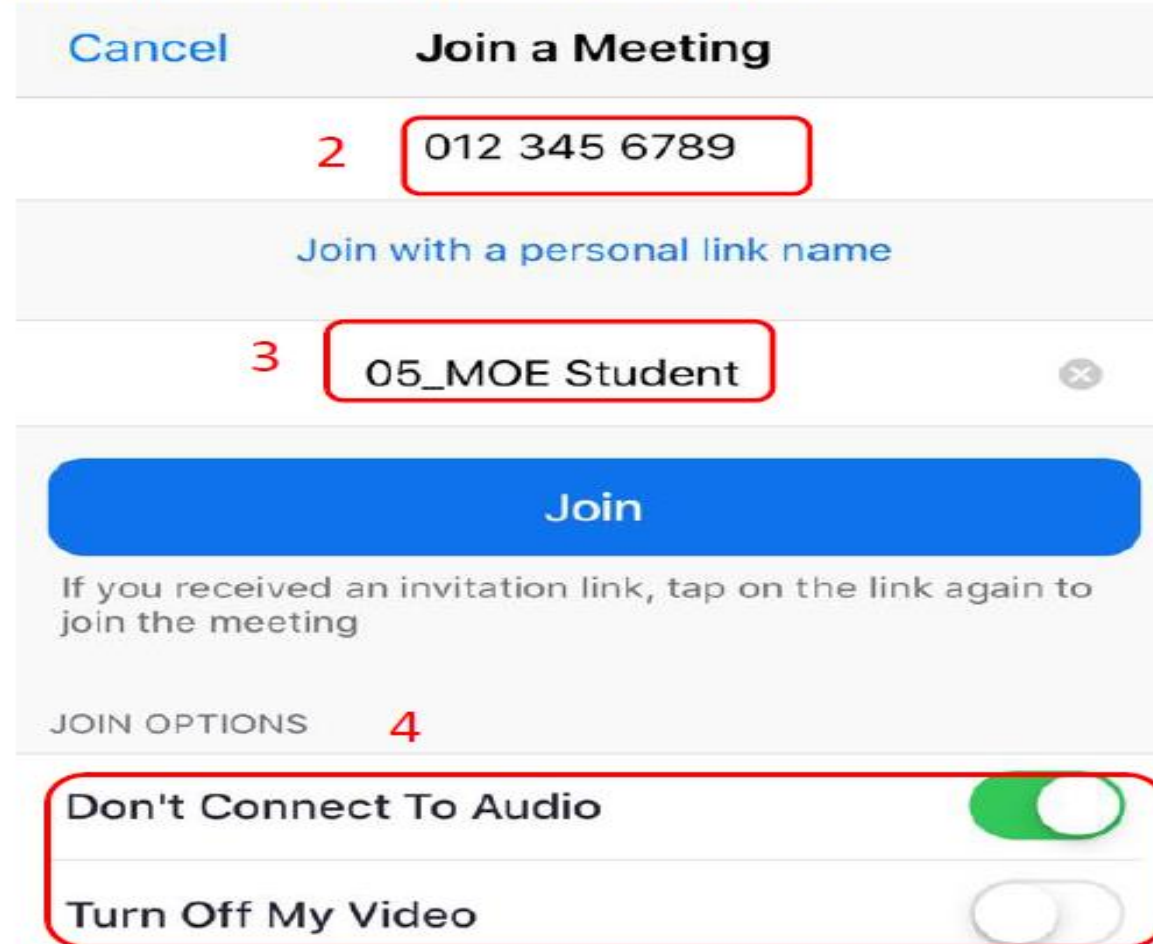 Cancel Join a Meeting
2 012 345 6789
Join with a personal link name
3 05_MOE Student
Join
If you received an invitation link, tap on the link again to
join the meeting
JOIN OPTIONS 4
Don't Connect To Audio
Turn Off My Video